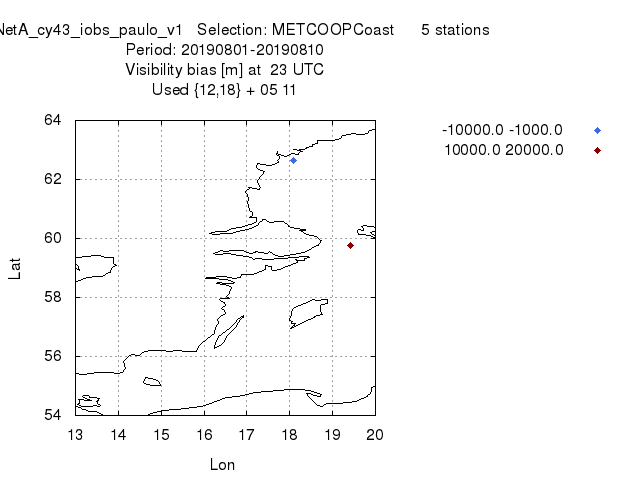 NetA_cy43_iobs_paulo_v1 Selection: METCOOPCoast 5 stations
Period: 20190801-20190810
Visibility bias [m] at 23 UTC
Used {12,18} + 05 11
-10000.0 -1000.0
10000.0 20000.0
64
62
60
58
56
54
Lat
13 14 15 16 17 18 19 20
Lon